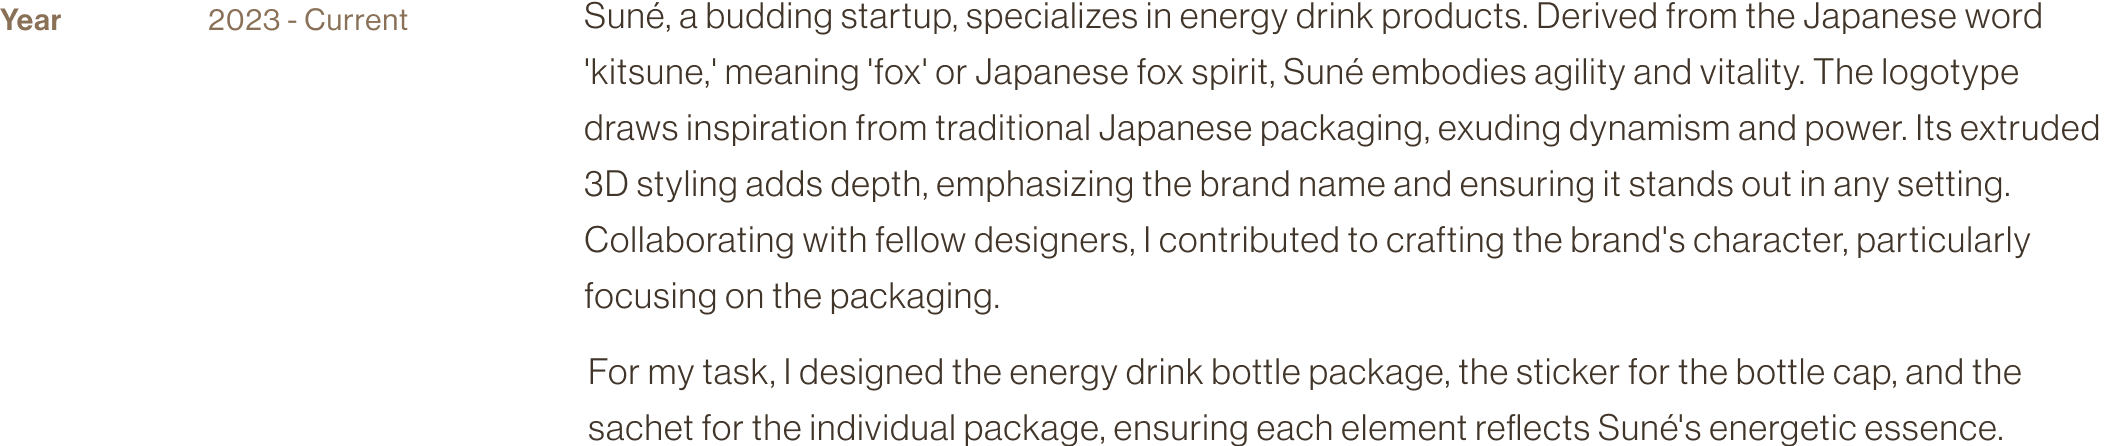 Year
2023 - Current
Suné, a budding startup, specializes in energy drink products. Derived from the Japanese word
'kitsune,' meaning 'fox' or Japanese fox spirit, Suné embodies agility and vitality. The logotype
draws inspiration from traditional Japanese packaging, exuding dynamism and power. Its extruded
3D styling adds depth, emphasizing the brand name and ensuring it stands out in any setting.
Collaborating with fellow designers, I contributed to crafting the brand's character, particularly
focusing on the packaging.
For my task, I designed the energy drink bottle package, the sticker for the bottle cap, and the
sachet for the individual package, ensuring each element reflects Suné's energetic essence.